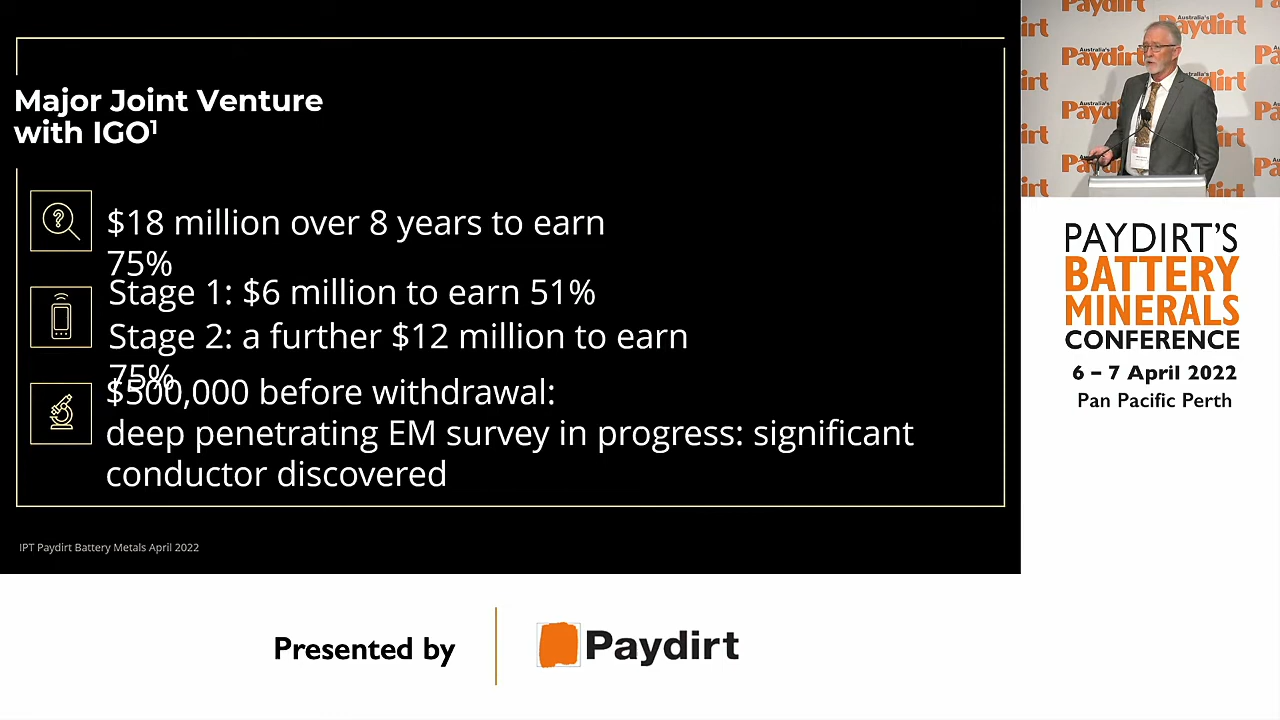 Major Joint Venture
with IGO¹
$18 million over 8 years to earn
75%
Stage 1: $6 million to earn 51%
Stage 2: a further $12 million to earn
75%
$500,000 before withdrawal:
deep penetrating EM survey in progress: significant
conductor discovered
IPT Paydirt Battery Metals April 2022
Australia's
Paydirt
PAYDIRT'S
BATTERY
MINERALS
CONFERENCE
6 – 7 April 2022
Pan Pacific Perth
Presented by
Paydirt